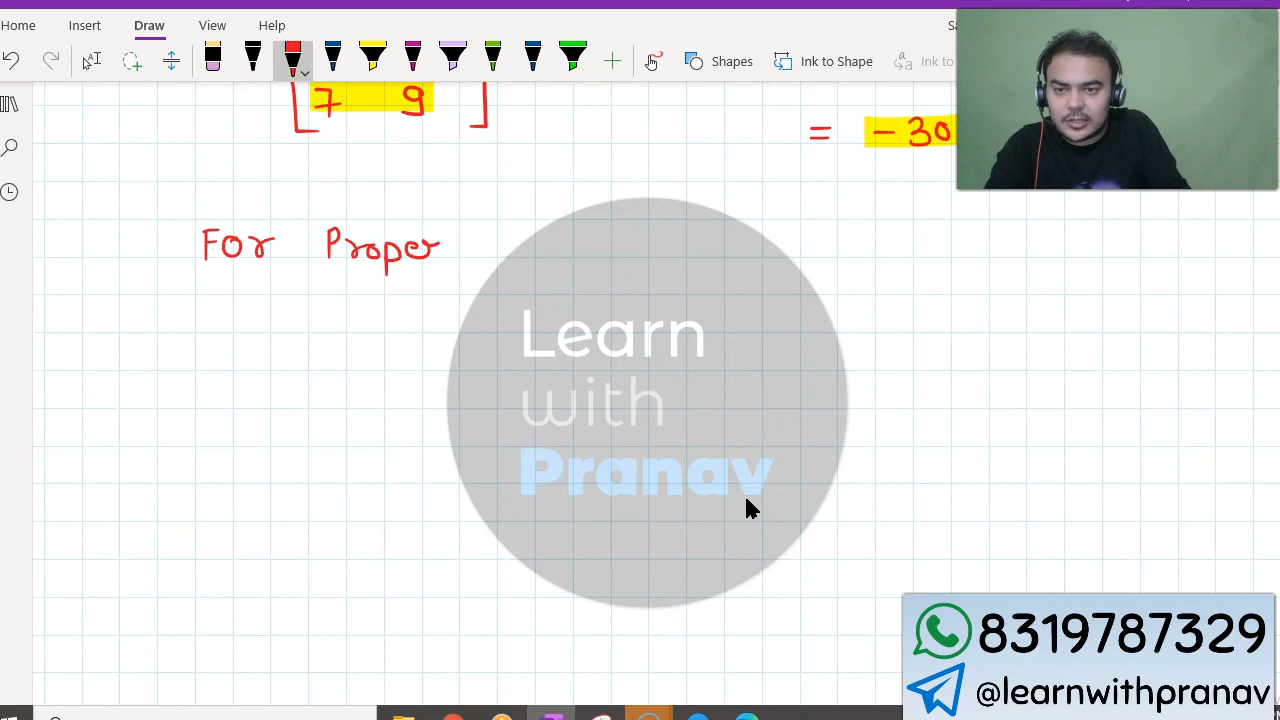 Home Insert Draw View Help
Shapes Ink to Shape Ink to
7 9
= - 30
For Proper
Learn
with
Pranav
8319787329
@learnwithpranav